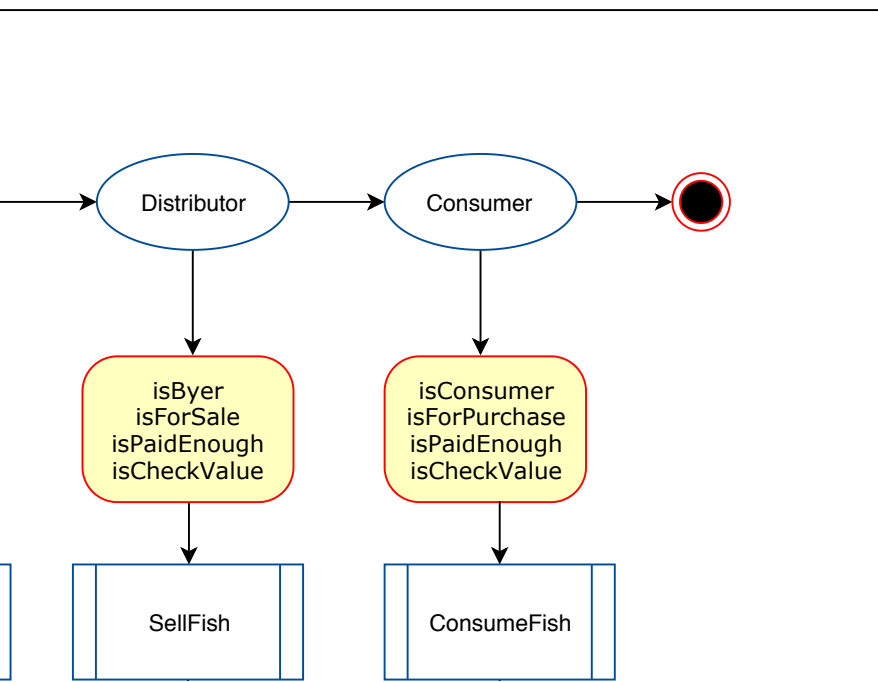 Distributor
Consumer
isByer
isForSale
isPaidEnough
isCheckValue
isConsumer
isForPurchase
isPaidEnough
isCheckValue
SellFish
ConsumeFish